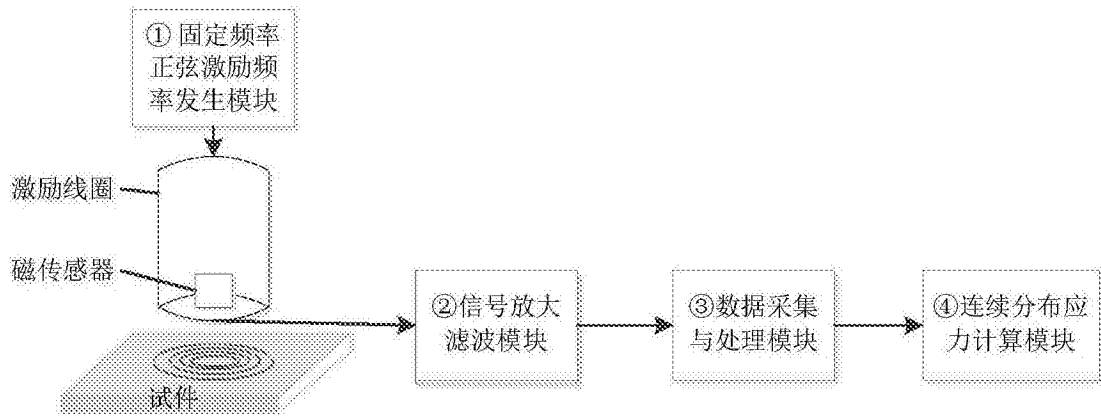 ① 固定频率
正弦激励频
率发生模块
激励线圈
磁传感器
②信号放大
滤波模块
③数据采集
与处理模块
④连续分布应
力计算模块
试件